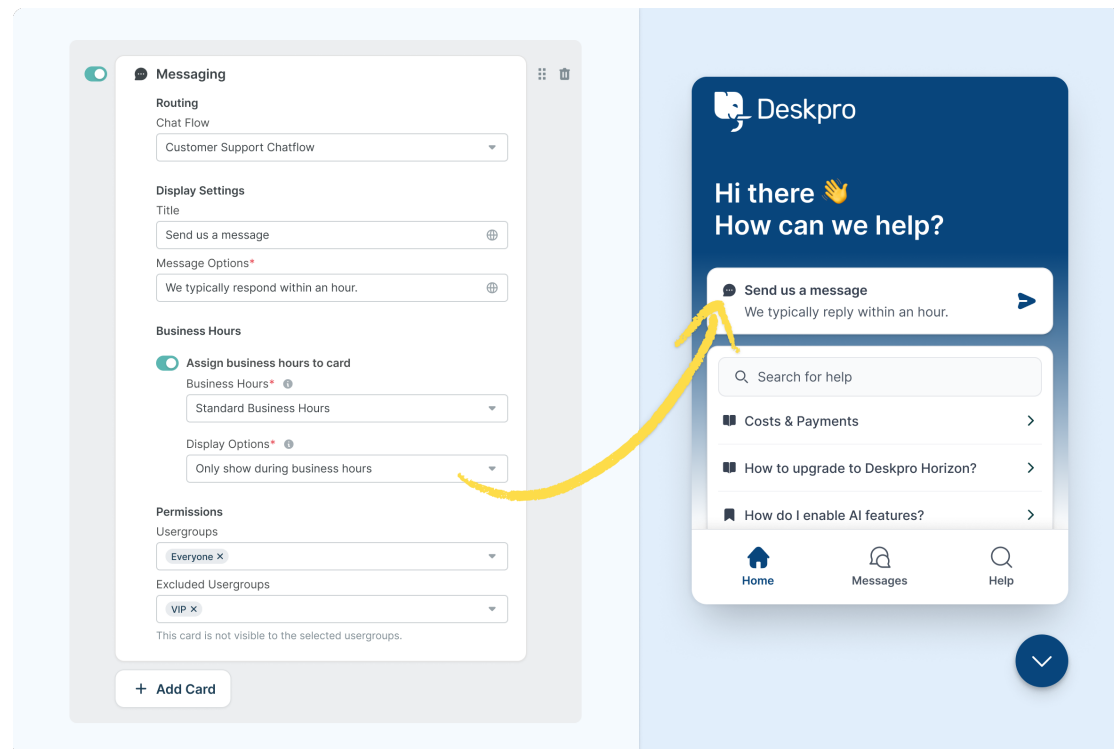 Messaging
Routing
Chat Flow
Customer Support Chatflow
Display Settings
Title
Send us a message
Message Options*
We typically respond within an hour.
Business Hours
Assign business hours to card
Business Hours*
Standard Business Hours
Display Options*
Only show during business hours
Permissions
Usergroups
Everyone ×
Excluded Usergroups
VIP ×
This card is not visible to the selected usergroups.
+ Add Card
Deskpro
Hi there 👋
How can we help?
Send us a message
We typically reply within an hour.
Search for help
Costs & Payments
How to upgrade to Deskpro Horizon?
How do I enable AI features?
Home
Messages
Help